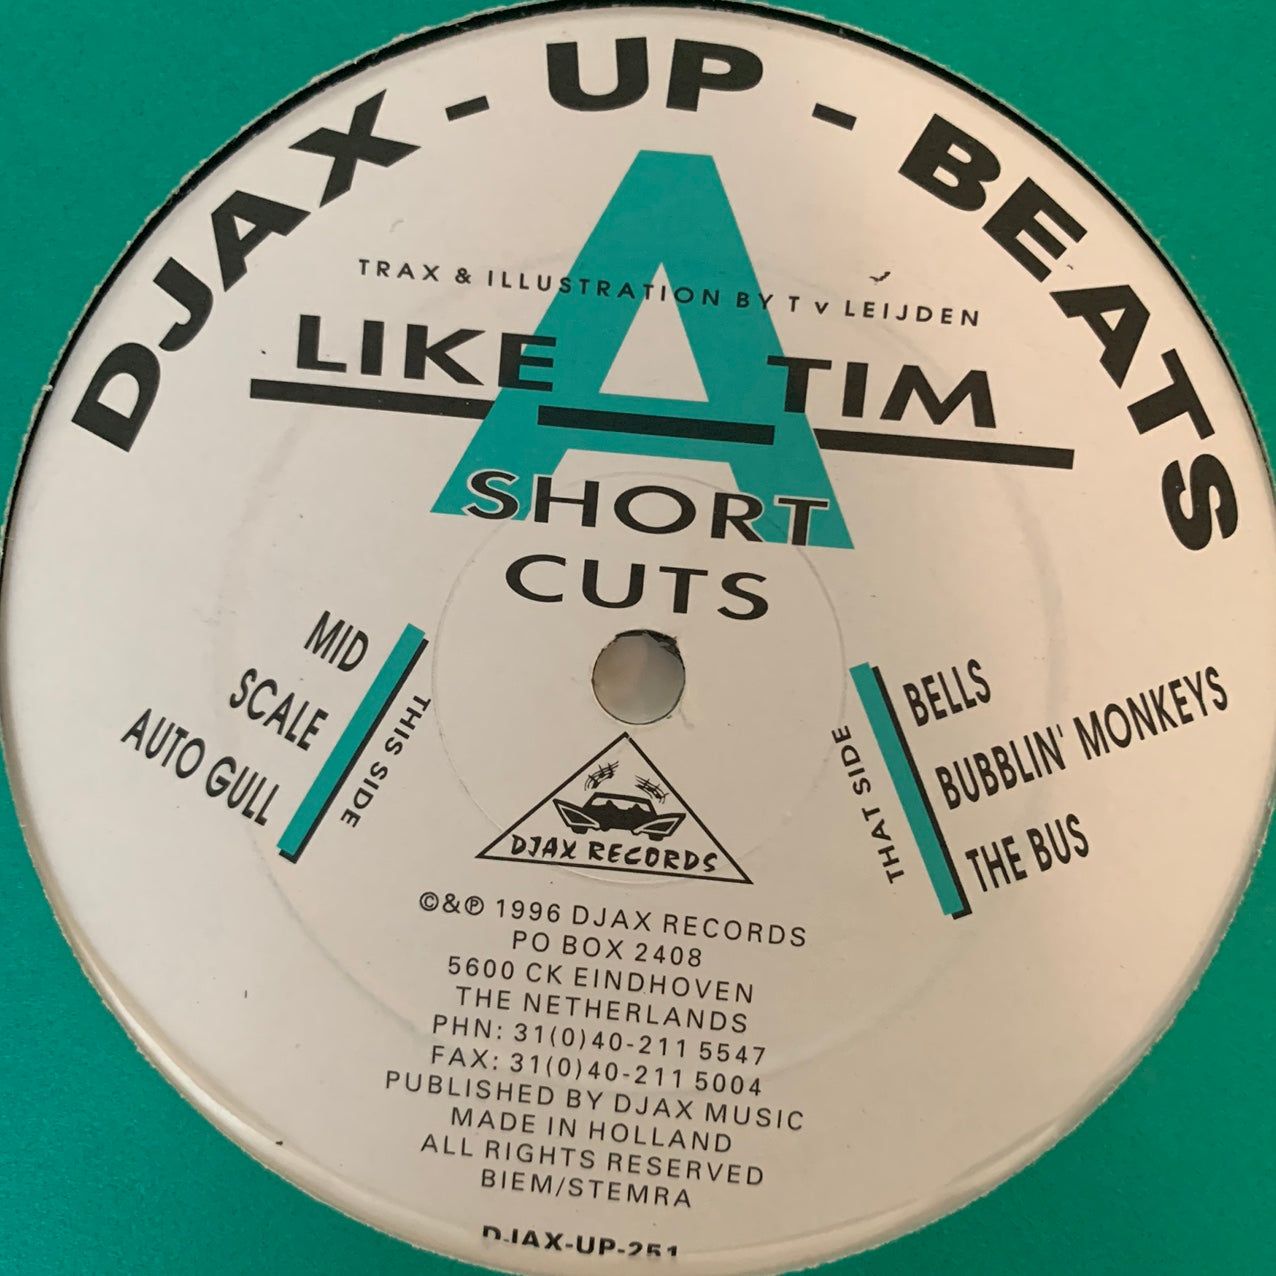 DJAX - UP - BEATS
A
TRAX & ILLUSTRATION BY T v LEIJDEN
LIKE TIM
SHORT
CUTS
MID
SCALE
AUTO GULL
THIS SIDE
THAT SIDE
BELLS
BUBBLIN' MONKEYS
THE BUS
DJAX RECORDS
©&℗ 1996 DJAX RECORDS
PO BOX 2408
5600 CK EINDHOVEN
THE NETHERLANDS
PHN: 31(0)40-211 5547
FAX: 31(0)40-211 5004
PUBLISHED BY DJAX MUSIC
MADE IN HOLLAND
ALL RIGHTS RESERVED
BIEM/STEMRA
DJAX-UP-251